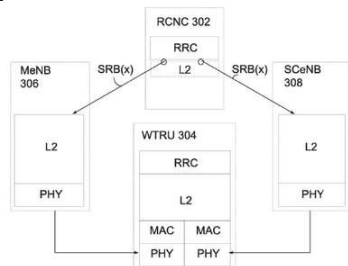 RCNC 302
RRC
L2
MeNB
306
SRB(x)
SRB(x)
SCeNB
308
L2
PHY
WTRU 304
RRC
L2
MAC MAC
PHY PHY
L2
PHY